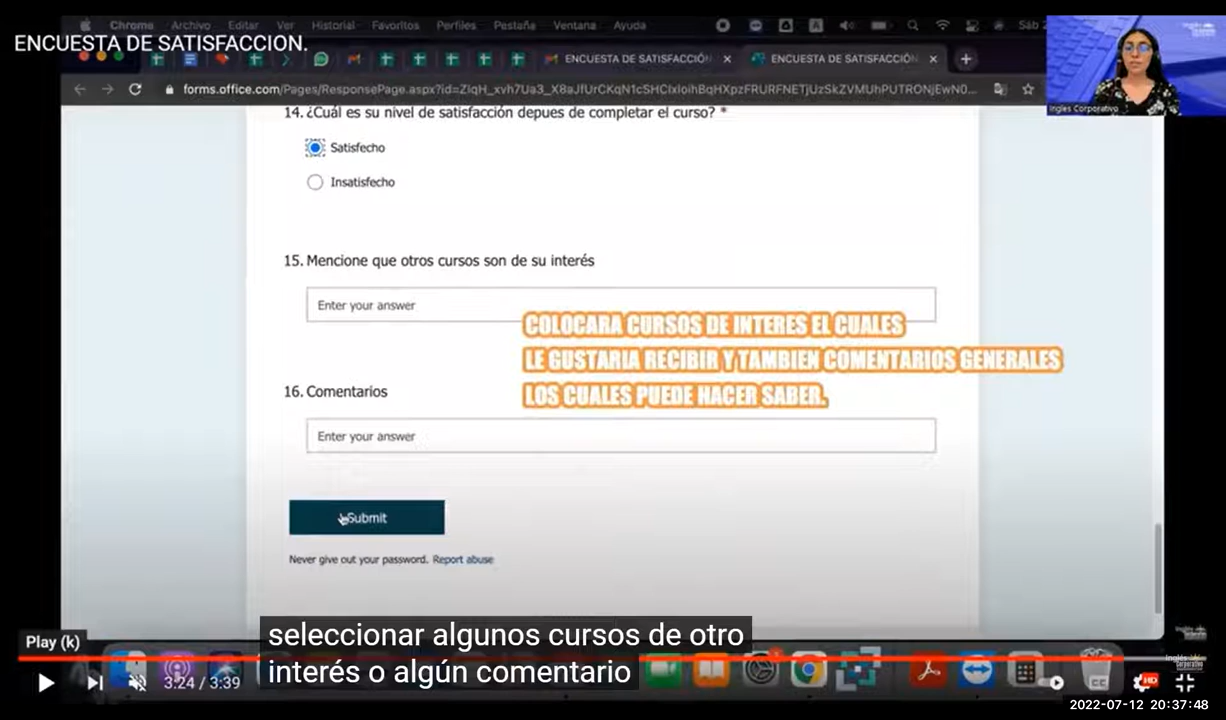 Chrome Archivo Editar Ver Historial Favoritos Perfiles Pestaña Ventana Ayuda
ENCUESTA DE SATISFACCION.
ENCUESTA DE SATISFACCIÓN × ENCUESTA DE SATISFACCIÓN × +
forms.office.com/Pages/ResponsePage.aspx?id=
Inglés Corporativo
14. ¿Cuál es su nivel de satisfacción depues de completar el curso? *
Satisfecho
Insatisfecho
15. Mencione que otros cursos son de su interés
Enter your answer
COLOCARA CURSOS DE INTERES EL CUALES
LE GUSTARIA RECIBIR Y TAMBIEN COMENTARIOS GENERALES
LOS CUALES PUEDE HACER SABER.
16. Comentarios
Enter your answer
Submit
Never give out your password. Report abuse
seleccionar algunos cursos de otro
interés o algún comentario
Play (k)
3:24 / 3:39
HD
2022-07-12 20:37:48